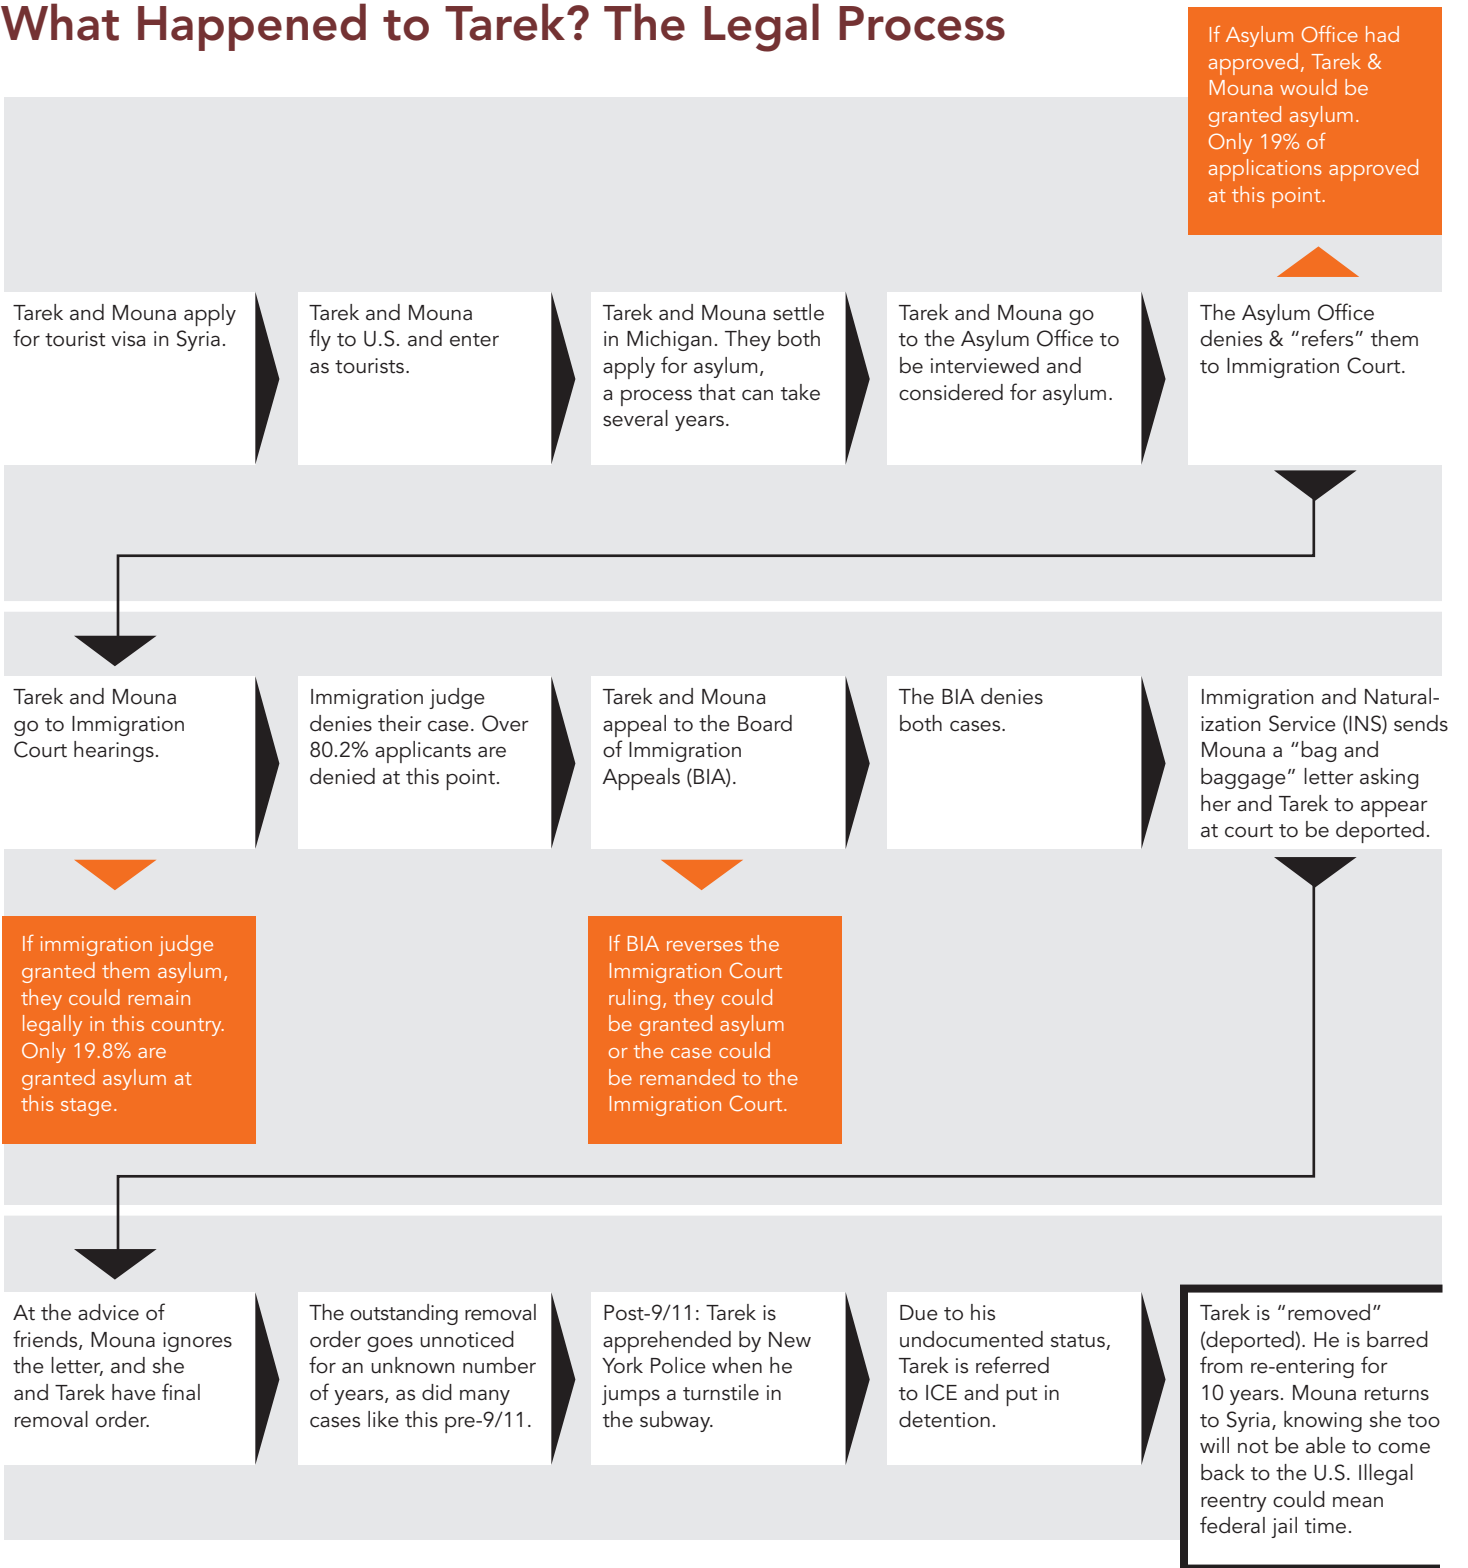 What Happened to Tarek? The Legal Process
If Asylum Office had
approved, Tarek &
Mouna would be
granted asylum.
Only 19% of
applications approved
at this point.
Tarek and Mouna apply
for tourist visa in Syria.
Tarek and Mouna
fly to U.S. and enter
as tourists.
Tarek and Mouna settle
in Michigan. They both
apply for asylum,
a process that can take
several years.
Tarek and Mouna go
to the Asylum Office to
be interviewed and
considered for asylum.
The Asylum Office
denies & “refers” them
to Immigration Court.
Tarek and Mouna
go to Immigration
Court hearings.
Immigration judge
denies their case. Over
80.2% applicants are
denied at this point.
Tarek and Mouna
appeal to the Board
of Immigration
Appeals (BIA).
The BIA denies
both cases.
Immigration and Natural-
ization Service (INS) sends
Mouna a “bag and
baggage” letter asking
her and Tarek to appear
at court to be deported.
If immigration judge
granted them asylum,
they could remain
legally in this country.
Only 19.8% are
granted asylum at
this stage.
If BIA reverses the
Immigration Court
ruling, they could
be granted asylum
or the case could
be remanded to the
Immigration Court.
At the advice of
friends, Mouna ignores
the letter, and she
and Tarek have final
removal order.
The outstanding removal
order goes unnoticed
for an unknown number
of years, as did many
cases like this pre-9/11.
Post-9/11: Tarek is
apprehended by New
York Police when he
jumps a turnstile in
the subway.
Due to his
undocumented status,
Tarek is referred
to ICE and put in
detention.
Tarek is “removed”
(deported). He is barred
from re-entering for
10 years. Mouna returns
to Syria, knowing she too
will not be able to come
back to the U.S. Illegal
reentry could mean
federal jail time.